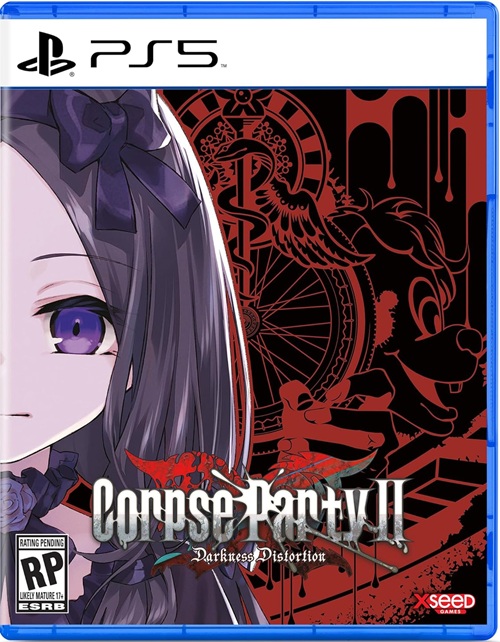 PS5
Corpse Party II
Darkness Distortion
RATING PENDING
RP
LIKELY MATURE 17+
ESRB
XSEED
GAMES